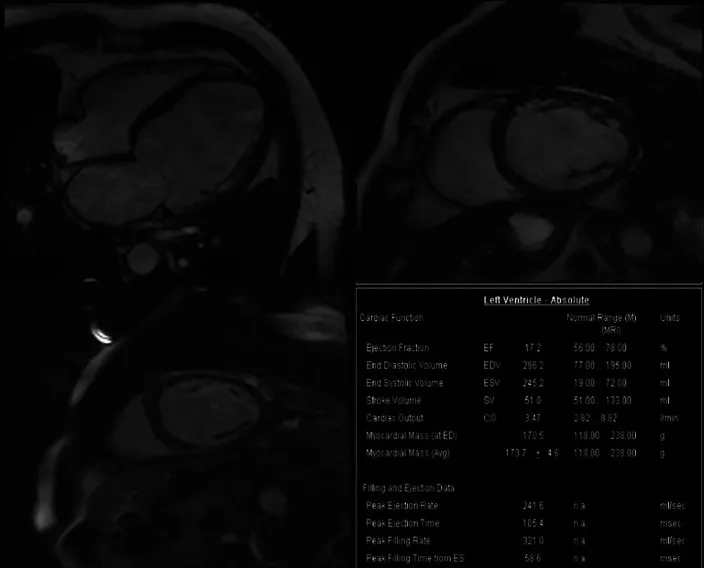 Left Ventricle - Absolute
Cardiac Function Normal Range (M) Units
(MRI)
Ejection Fraction EF 17.2 56.00 78.00 %
End Diastolic Volume EDV 296.2 77.00 195.00 ml
End Systolic Volume ESV 245.2 19.00 72.00 ml
Stroke Volume SV 51.0 51.00 133.00 ml
Cardiac Output CO 3.47 2.82 8.82 l/min
Myocardial Mass (at ED) 170.5 118.00 238.00 g
Myocardial Mass (Avg) 173.7 ± 4.6 118.00 238.00 g
Filling and Ejection Data
Peak Ejection Rate 241.6 n.a. ml/sec
Peak Ejection Time 105.4 n.a. msec
Peak Filling Rate 321.0 n.a. ml/sec
Peak Filling Time from ES 58.6 n.a. msec